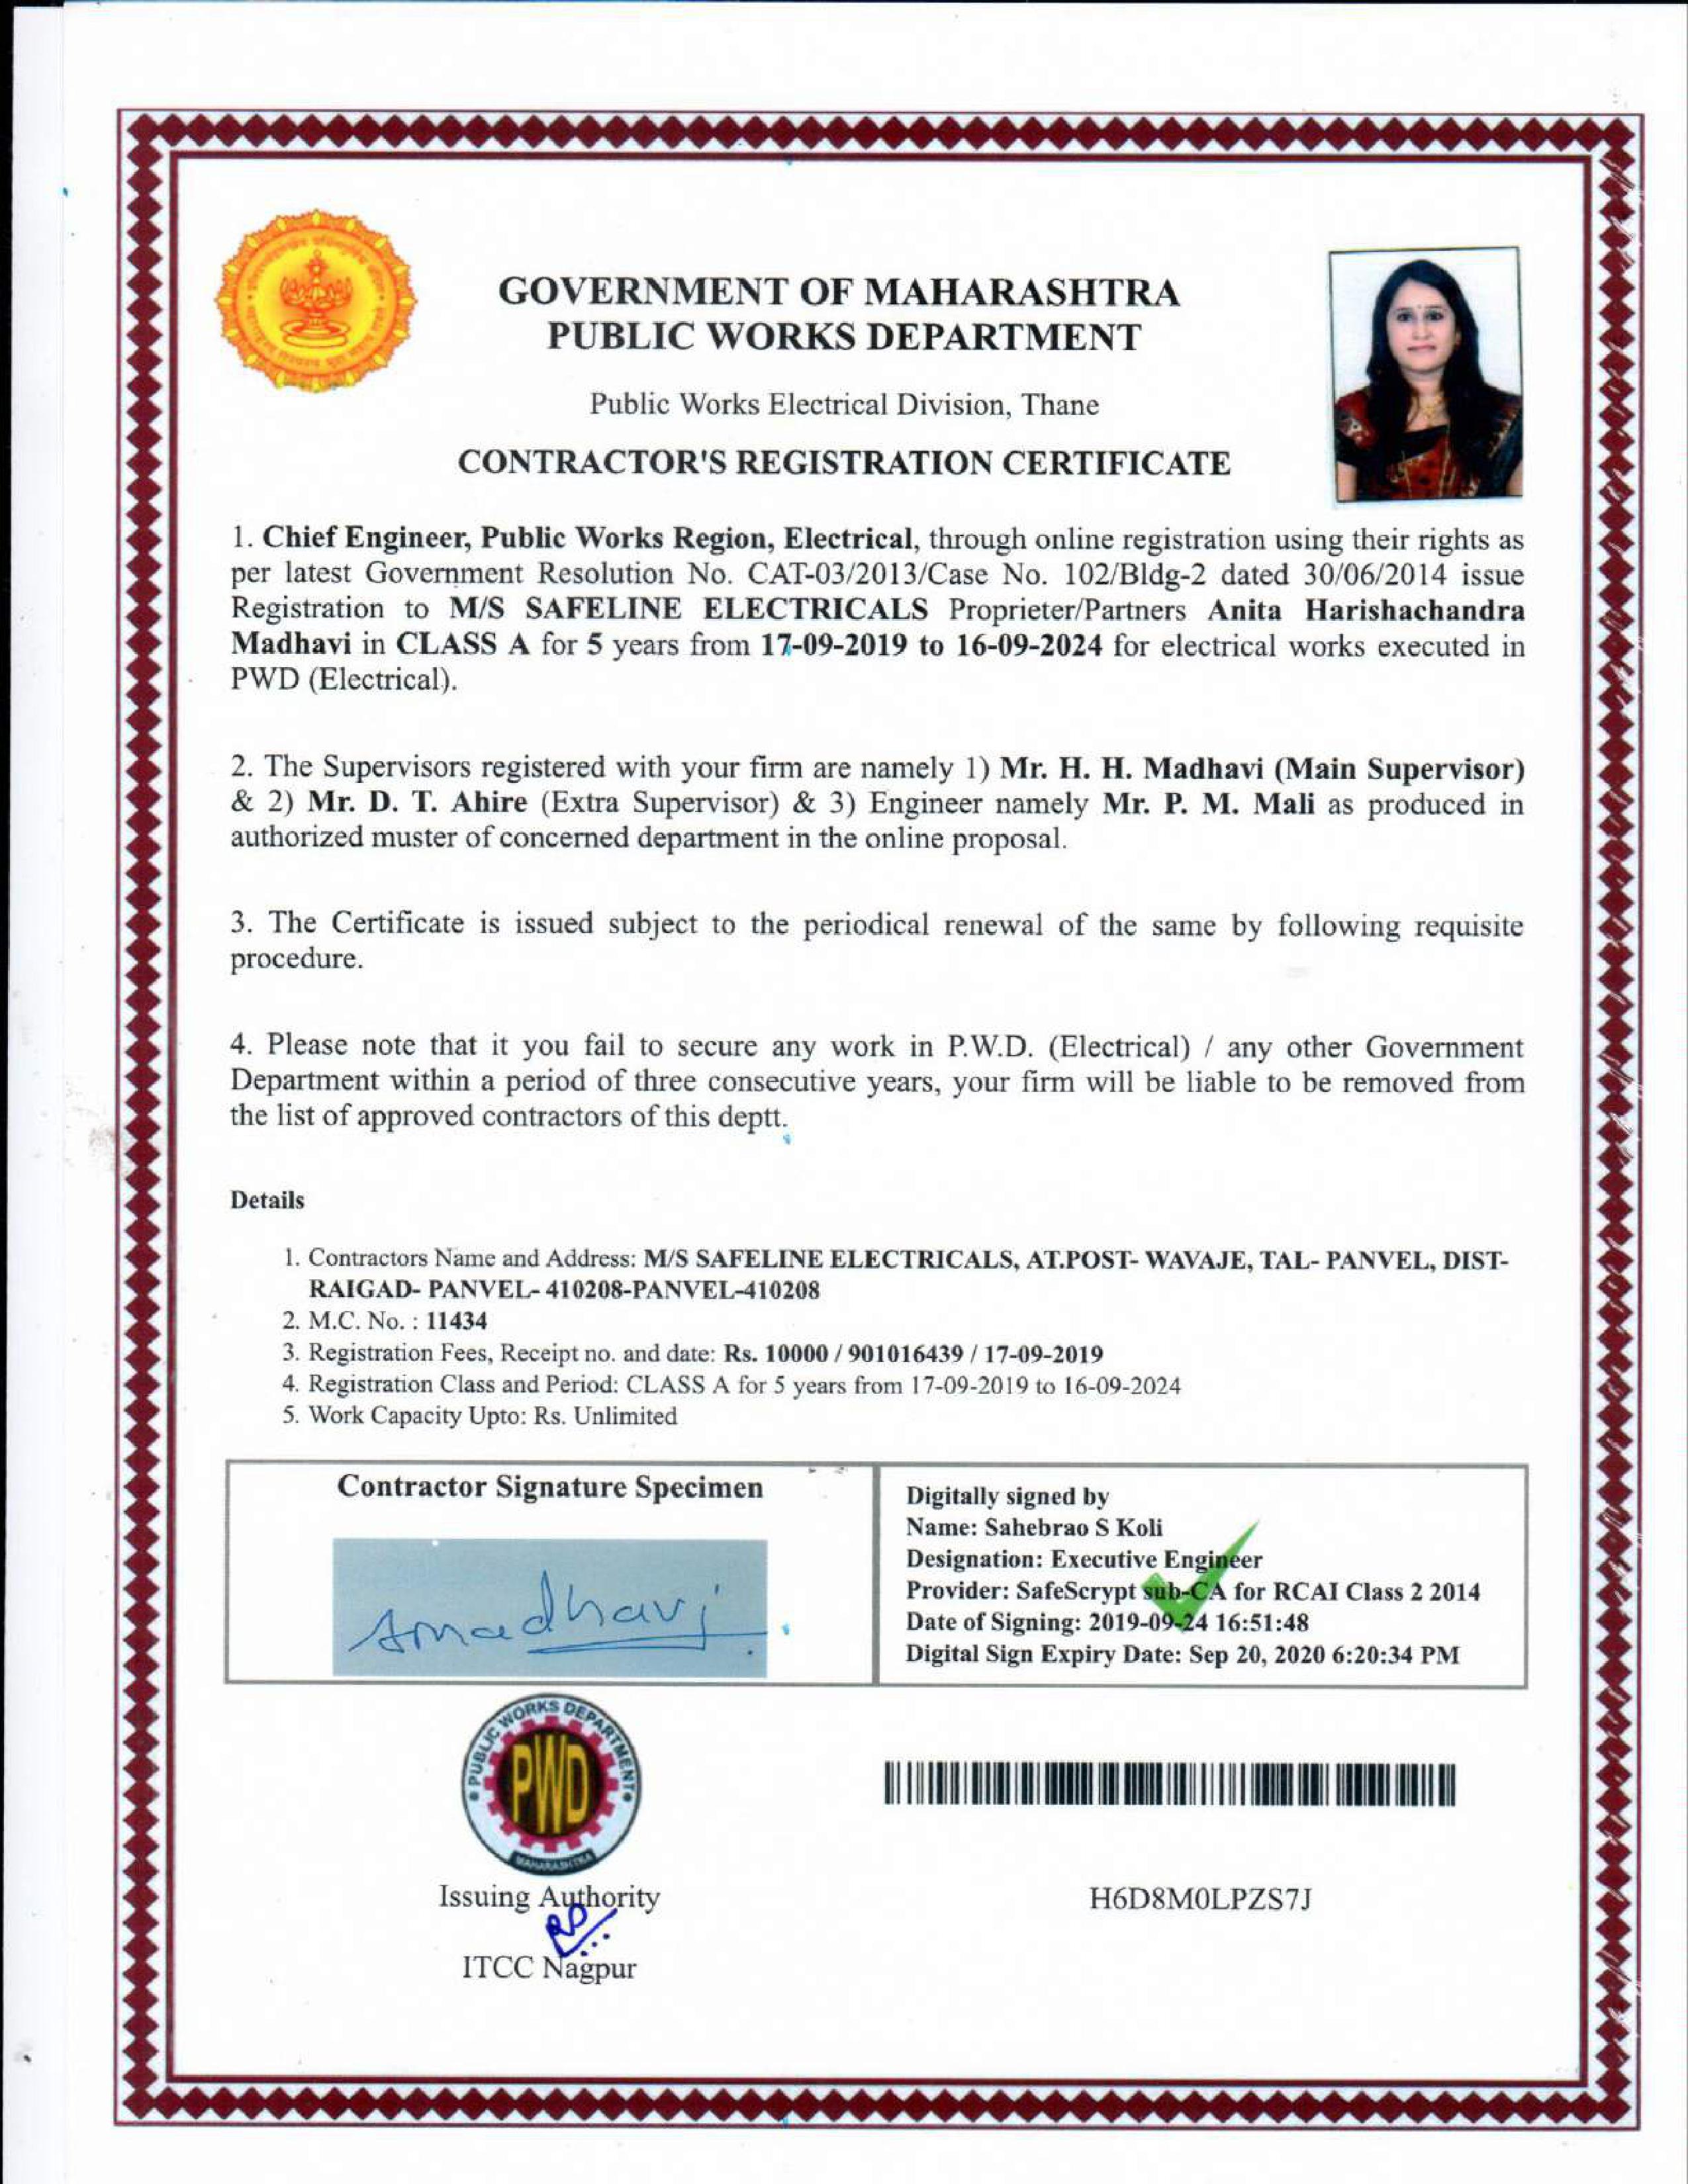 GOVERNMENT OF MAHARASHTRA
PUBLIC WORKS DEPARTMENT
Public Works Electrical Division, Thane
CONTRACTOR'S REGISTRATION CERTIFICATE
1. Chief Engineer, Public Works Region, Electrical, through online registration using their rights as
per latest Government Resolution No. CAT-03/2013/Case No. 102/Bldg-2 dated 30/06/2014 issue
Registration to M/S SAFELINE ELECTRICALS Proprieter/Partners Anita Harishachandra
Madhavi in CLASS A for 5 years from 17-09-2019 to 16-09-2024 for electrical works executed in
PWD (Electrical).
2. The Supervisors registered with your firm are namely 1) Mr. H. H. Madhavi (Main Supervisor)
& 2) Mr. D. T. Ahire (Extra Supervisor) & 3) Engineer namely Mr. P. M. Mali as produced in
authorized muster of concerned department in the online proposal.
3. The Certificate is issued subject to the periodical renewal of the same by following requisite
procedure.
4. Please note that it you fail to secure any work in P.W.D. (Electrical) / any other Government
Department within a period of three consecutive years, your firm will be liable to be removed from
the list of approved contractors of this deptt.
Details
1. Contractors Name and Address: M/S SAFELINE ELECTRICALS, AT.POST- WAVAJE, TAL- PANVEL, DIST-
RAIGAD- PANVEL- 410208-PANVEL-410208
2. M.C. No. : 11434
3. Registration Fees, Receipt no. and date: Rs. 10000 / 901016439 / 17-09-2019
4. Registration Class and Period: CLASS A for 5 years from 17-09-2019 to 16-09-2024
5. Work Capacity Upto: Rs. Unlimited
Contractor Signature Specimen
Amadhavi
Digitally signed by
Name: Sahebrao S Koli
Designation: Executive Engineer
Provider: SafeScrypt sub-CA for RCAI Class 2 2014
Date of Signing: 2019-09-24 16:51:48
Digital Sign Expiry Date: Sep 20, 2020 6:20:34 PM
PUBLIC WORKS DEPARTMENT
PWD
MAHARASHTRA
Issuing Authority
ITCC Nagpur
H6D8M0LPZS7J